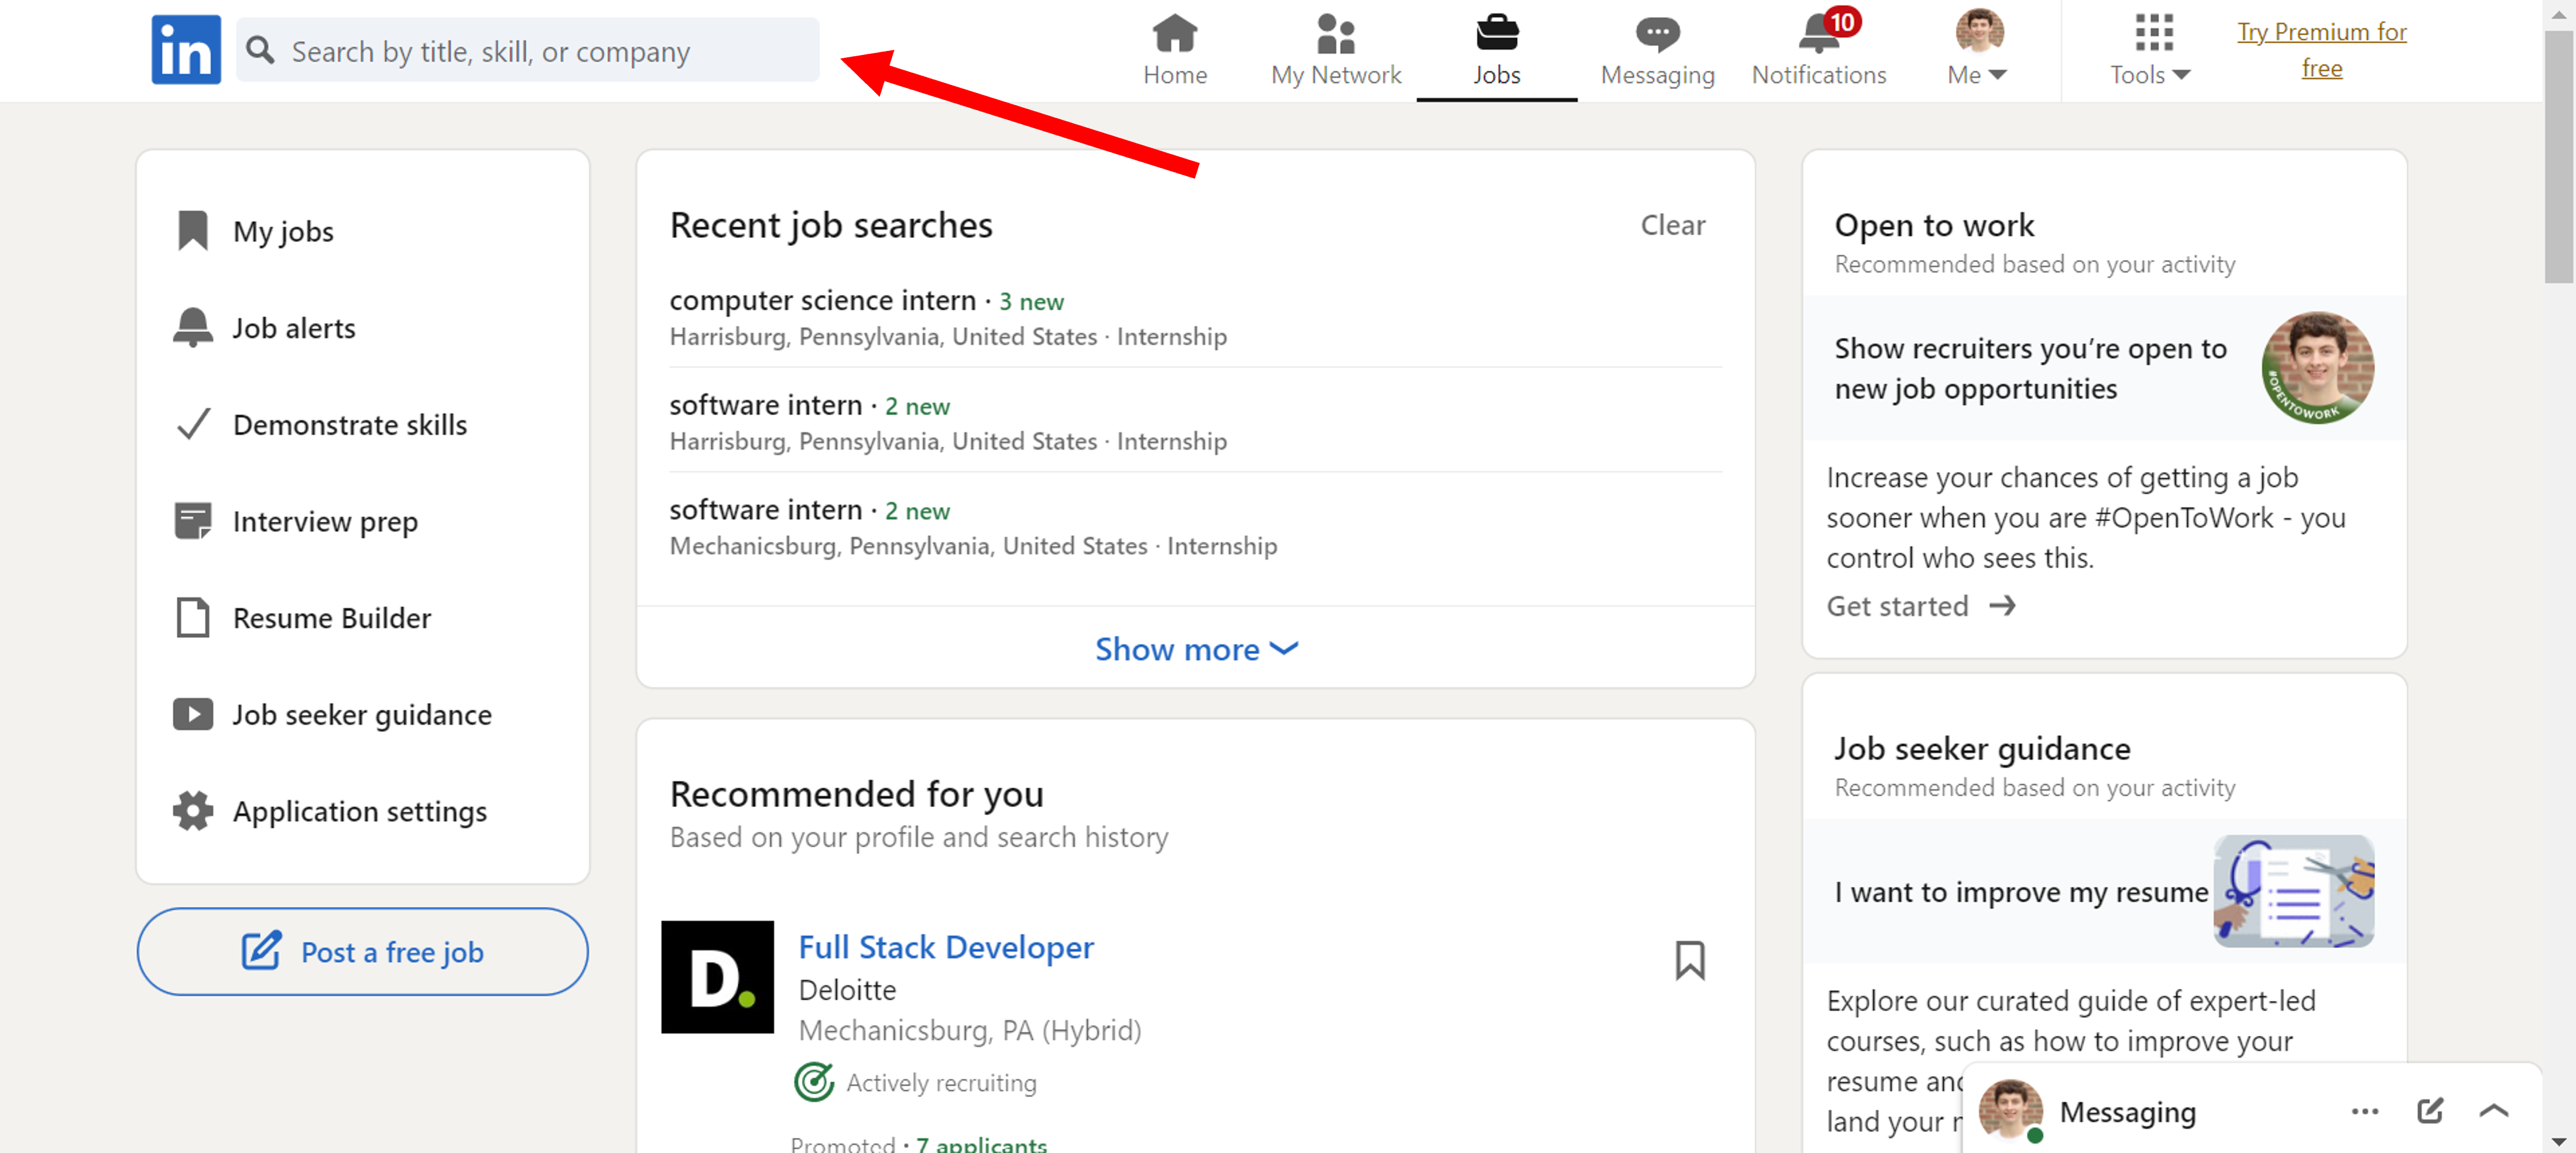 in
Search by title, skill, or company
Home
My Network
Jobs
Messaging
10
Notifications
Me
Tools
Try Premium for
free
My jobs
Job alerts
Demonstrate skills
Interview prep
Resume Builder
Job seeker guidance
Application settings
Post a free job
Recent job searches
Clear
computer science intern · 3 new
Harrisburg, Pennsylvania, United States · Internship
software intern · 2 new
Harrisburg, Pennsylvania, United States · Internship
software intern · 2 new
Mechanicsburg, Pennsylvania, United States · Internship
Show more
Recommended for you
Based on your profile and search history
D.
Full Stack Developer
Deloitte
Mechanicsburg, PA (Hybrid)
Actively recruiting
Promoted · 7 applicants
Open to work
Recommended based on your activity
Show recruiters you're open to
new job opportunities
#OPENTOWORK
Increase your chances of getting a job
sooner when you are #OpenToWork - you
control who sees this.
Get started
Job seeker guidance
Recommended based on your activity
I want to improve my resume
Explore our curated guide of expert-led
courses, such as how to improve your
resume and
land your
Messaging